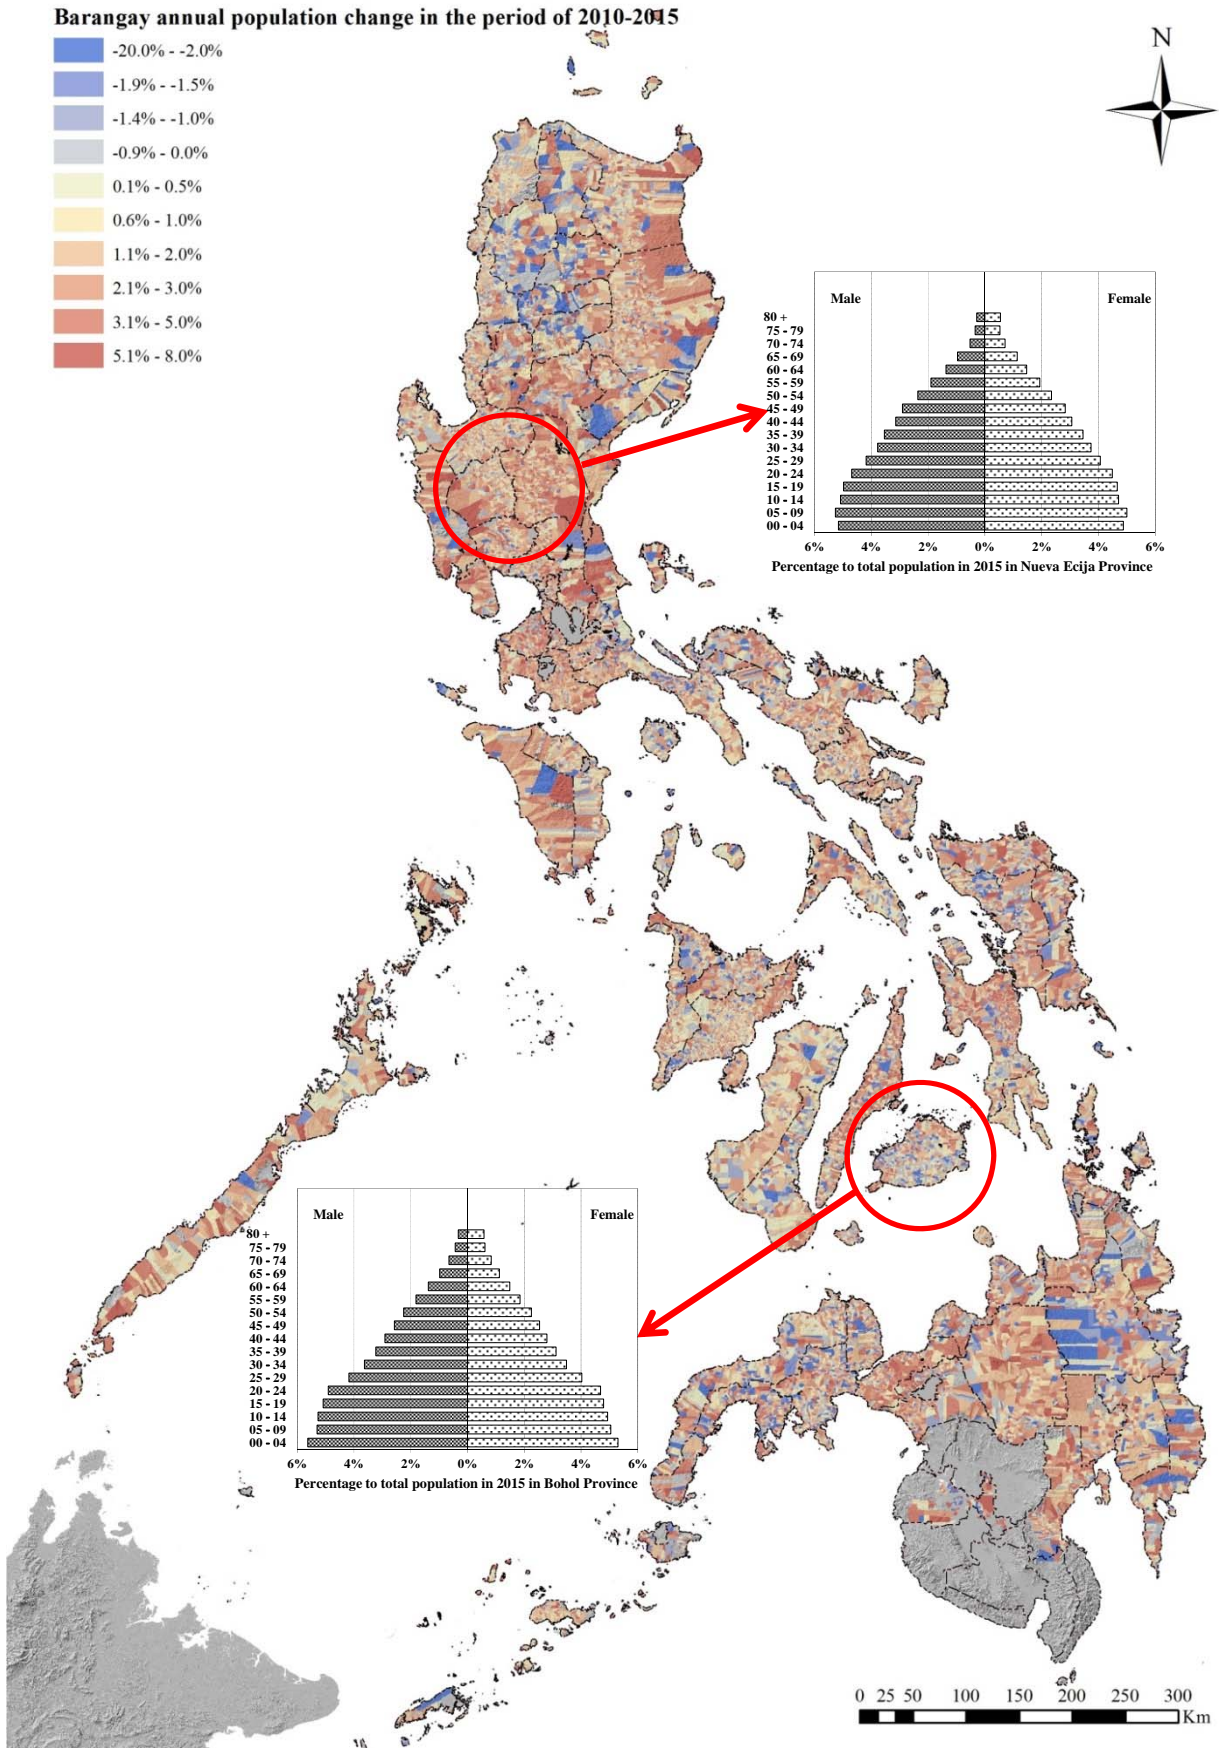 Barangay annual population change in the period of 2010-2015
-20.0% - -2.0%
-1.9% - -1.5%
-1.4% - -1.0%
-0.9% - 0.0%
0.1% - 0.5%
0.6% - 1.0%
1.1% - 2.0%
2.1% - 3.0%
3.1% - 5.0%
5.1% - 8.0%
N
Male Female
80 +
75 - 79
70 - 74
65 - 69
60 - 64
55 - 59
50 - 54
45 - 49
40 - 44
35 - 39
30 - 34
25 - 29
20 - 24
15 - 19
10 - 14
05 - 09
00 - 04
6% 4% 2% 0% 2% 4% 6%
Percentage to total population in 2015 in Nueva Ecija Province
Male Female
80 +
75 - 79
70 - 74
65 - 69
60 - 64
55 - 59
50 - 54
45 - 49
40 - 44
35 - 39
30 - 34
25 - 29
20 - 24
15 - 19
10 - 14
05 - 09
00 - 04
6% 4% 2% 0% 2% 4% 6%
Percentage to total population in 2015 in Bohol Province
0 25 50 100 150 200 250 300
Km